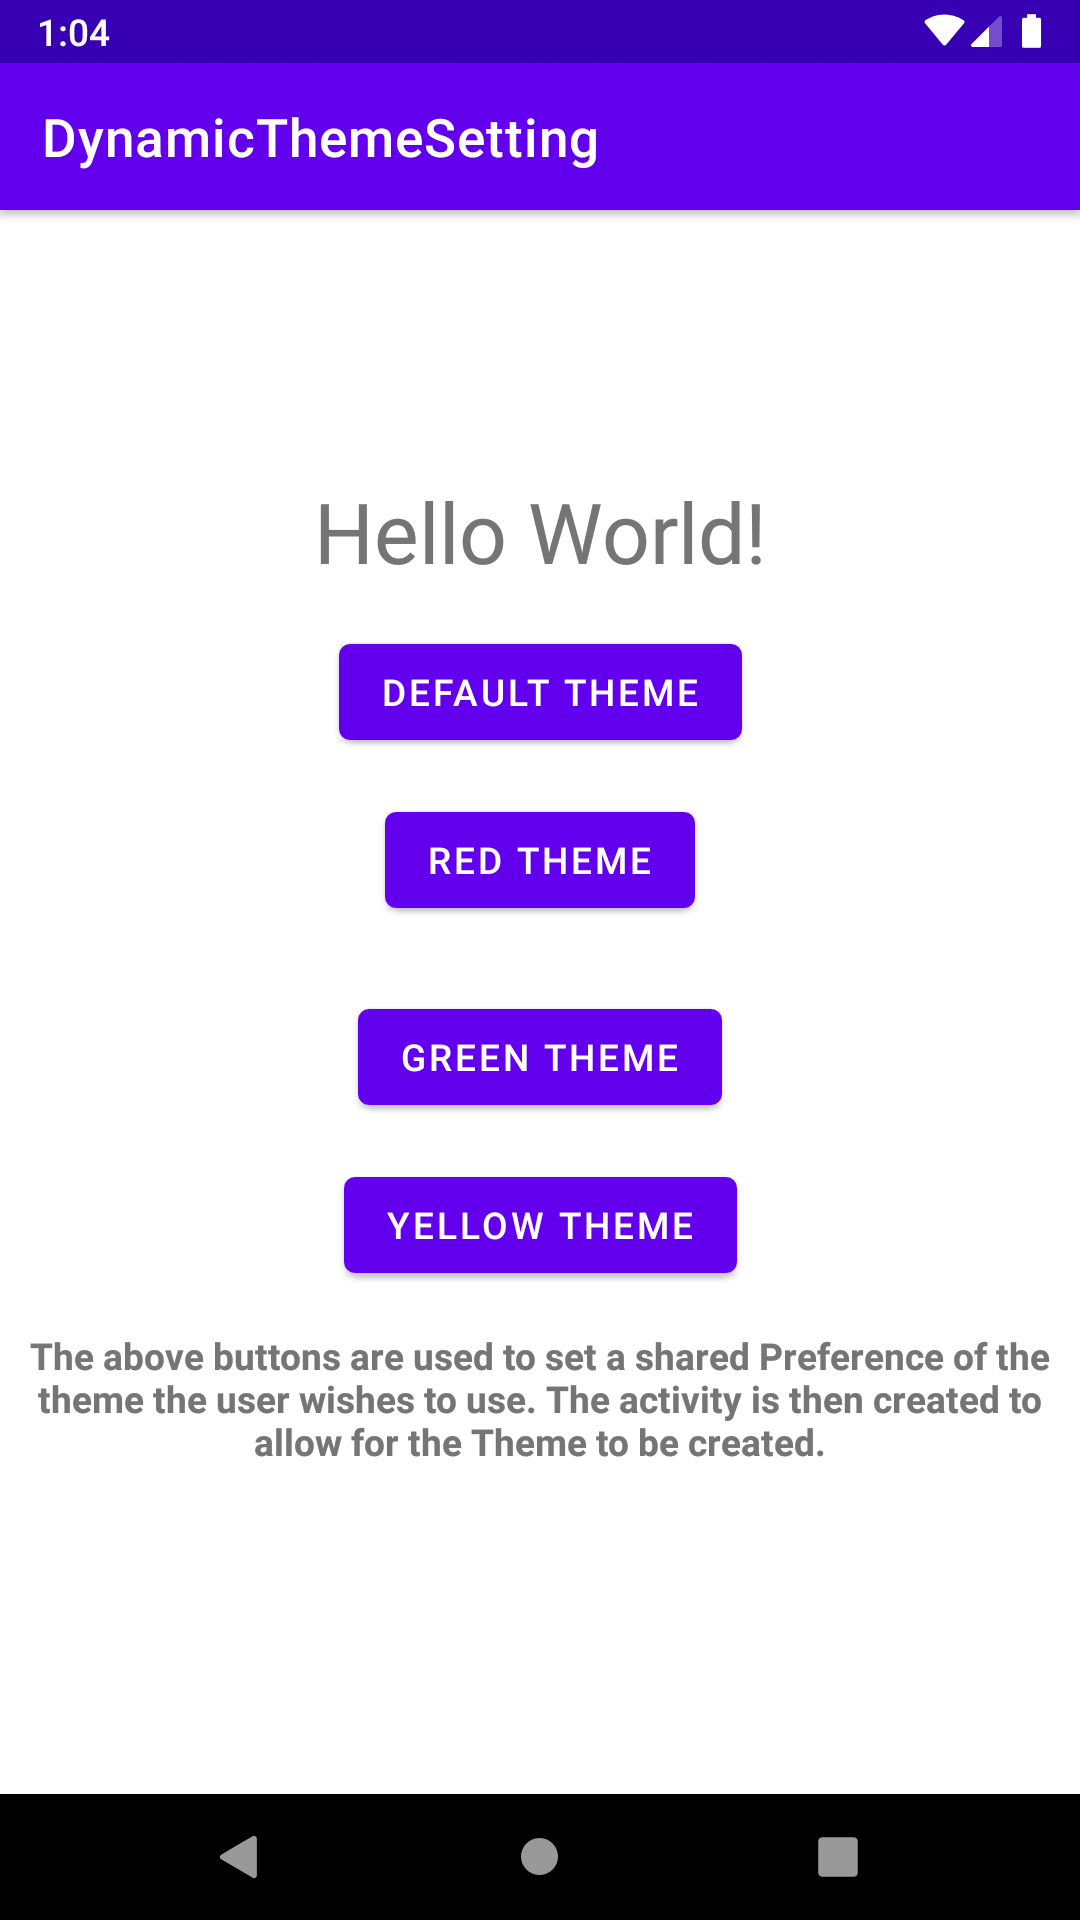 1:04
DynamicThemeSetting
Hello World!
DEFAULT THEME
RED THEME
GREEN THEME
YELLOW THEME
The above buttons are used to set a shared Preference of the
theme the user wishes to use. The activity is then created to
allow for the Theme to be created.